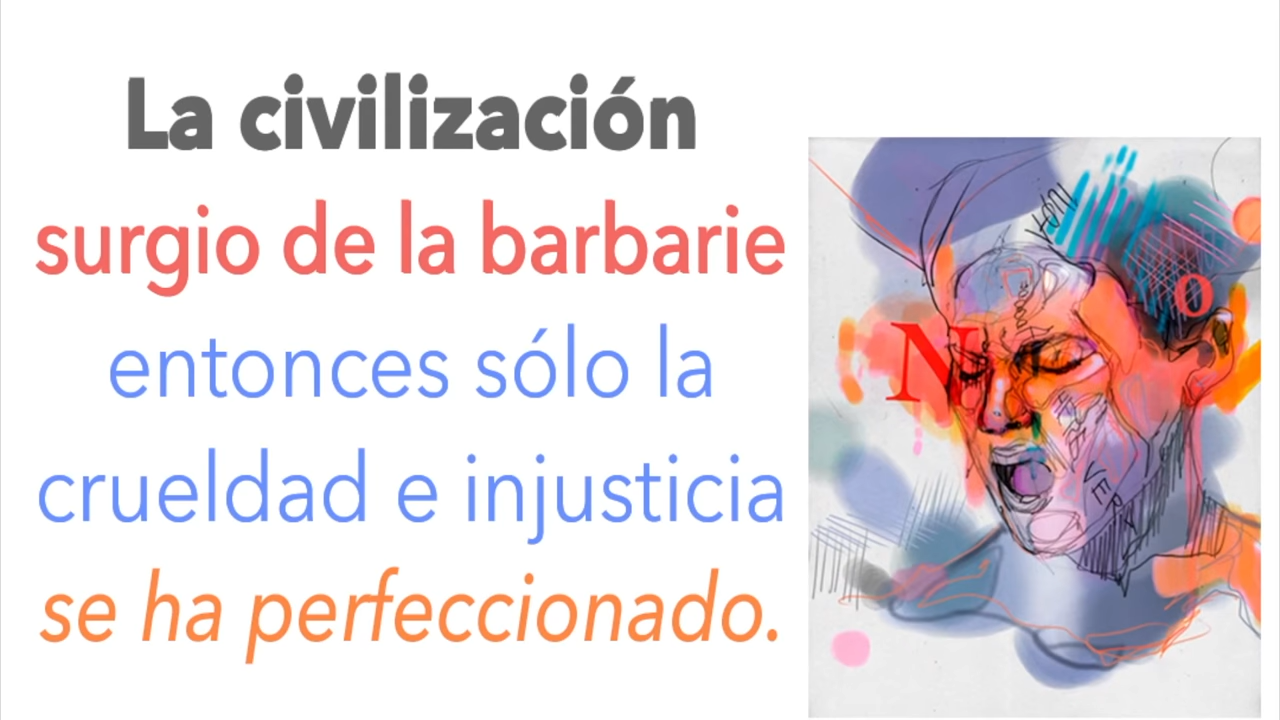 La civilización
surgio de la barbarie
entonces sólo la
crueldad e injusticia
se ha perfeccionado.
N
o